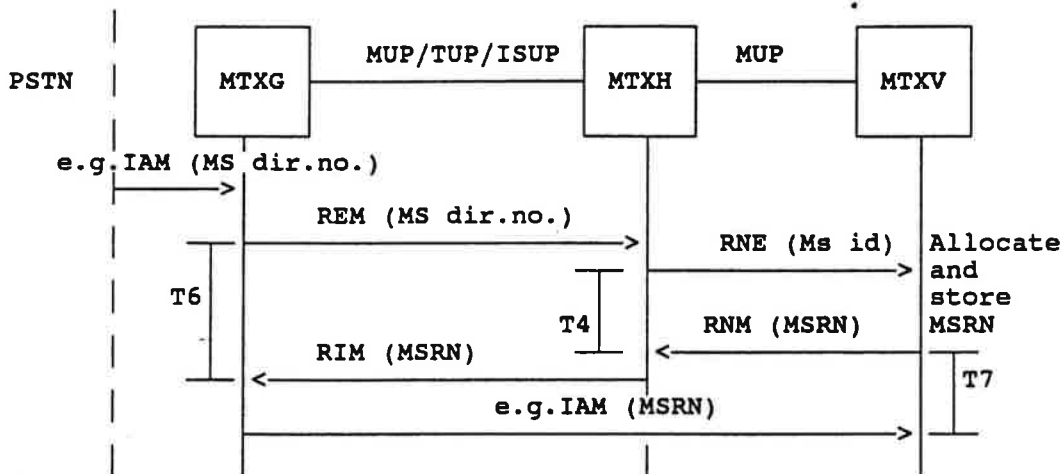 MUP/TUP/ISUP
MUP
PSTN
MTXG
MTXH
MTXV
e.g.IAM (MS dir.no.)
REM (MS dir.no.)
RNE (Ms id)
Allocate
and
store
MSRN
T6
T4
RNM (MSRN)
RIM (MSRN)
T7
e.g.IAM (MSRN)